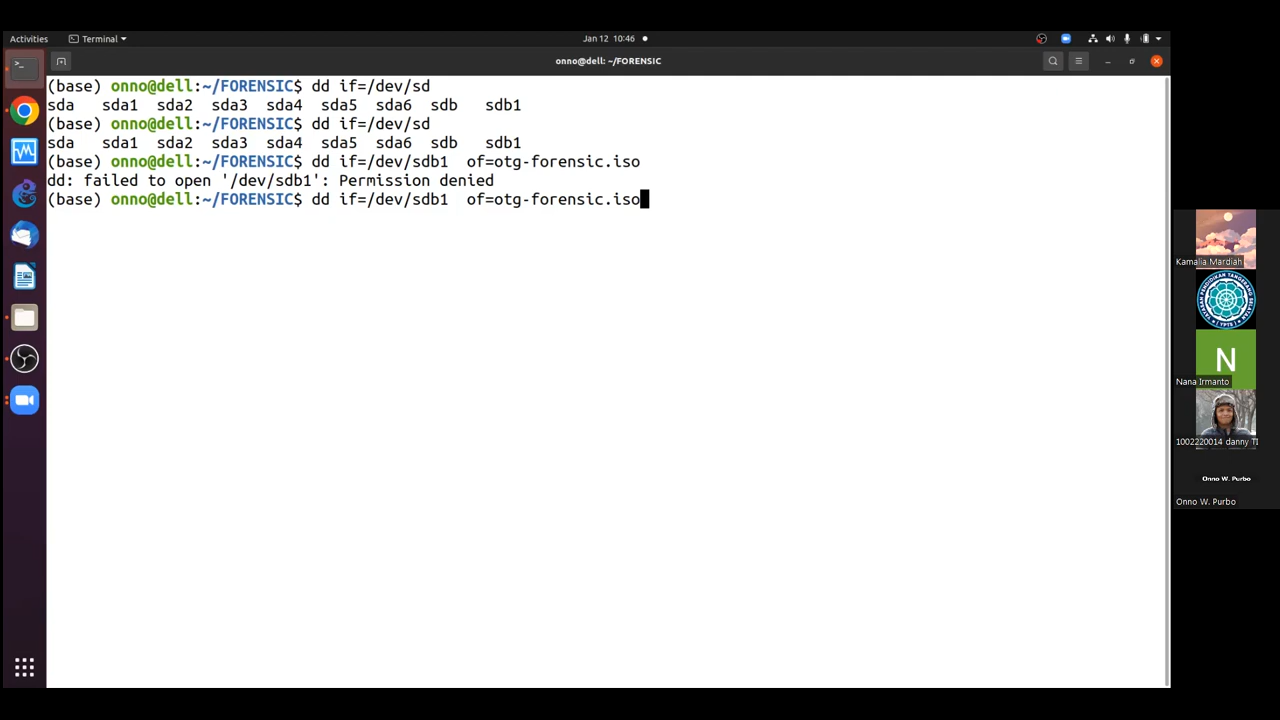 Activities
Terminal
Jan 12 10:46
onno@dell: ~/FORENSIC
(base) onno@dell:~/FORENSIC$ dd if=/dev/sd
sda sda1 sda2 sda3 sda4 sda5 sda6 sdb sdb1
(base) onno@dell:~/FORENSIC$ dd if=/dev/sd
sda sda1 sda2 sda3 sda4 sda5 sda6 sdb sdb1
(base) onno@dell:~/FORENSIC$ dd if=/dev/sdb1 of=otg-forensic.iso
dd: failed to open '/dev/sdb1': Permission denied
(base) onno@dell:~/FORENSIC$ dd if=/dev/sdb1 of=otg-forensic.iso
Kamalia Mardiah
N
Nana Irmanto
1002220014 danny TI
Onno W. Purbo
Onno W. Purbo